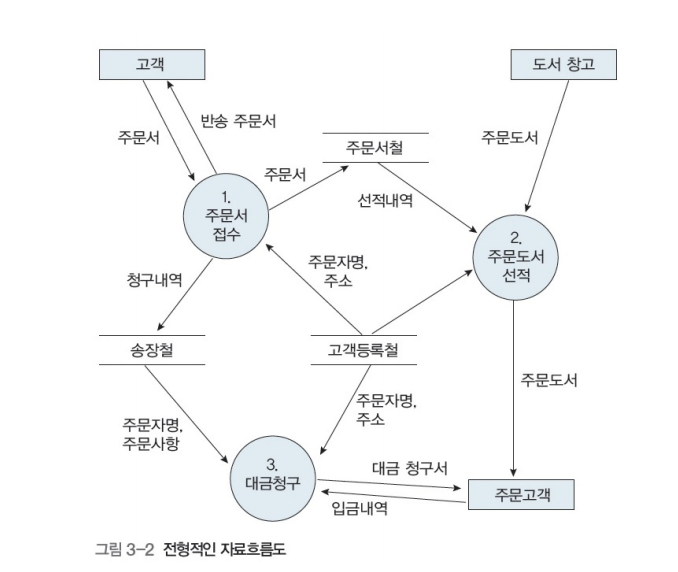 고객
도서 창고
반송 주문서
주문서
주문도서
주문서철
주문서
선적내역
1.
주문서
접수
2.
주문도서
선적
주문자명,
주소
청구내역
송장철
고객등록철
주문도서
주문자명,
주소
주문자명,
주문사항
3.
대금청구
대금 청구서
주문고객
입금내역
그림 3-2 전형적인 자료흐름도